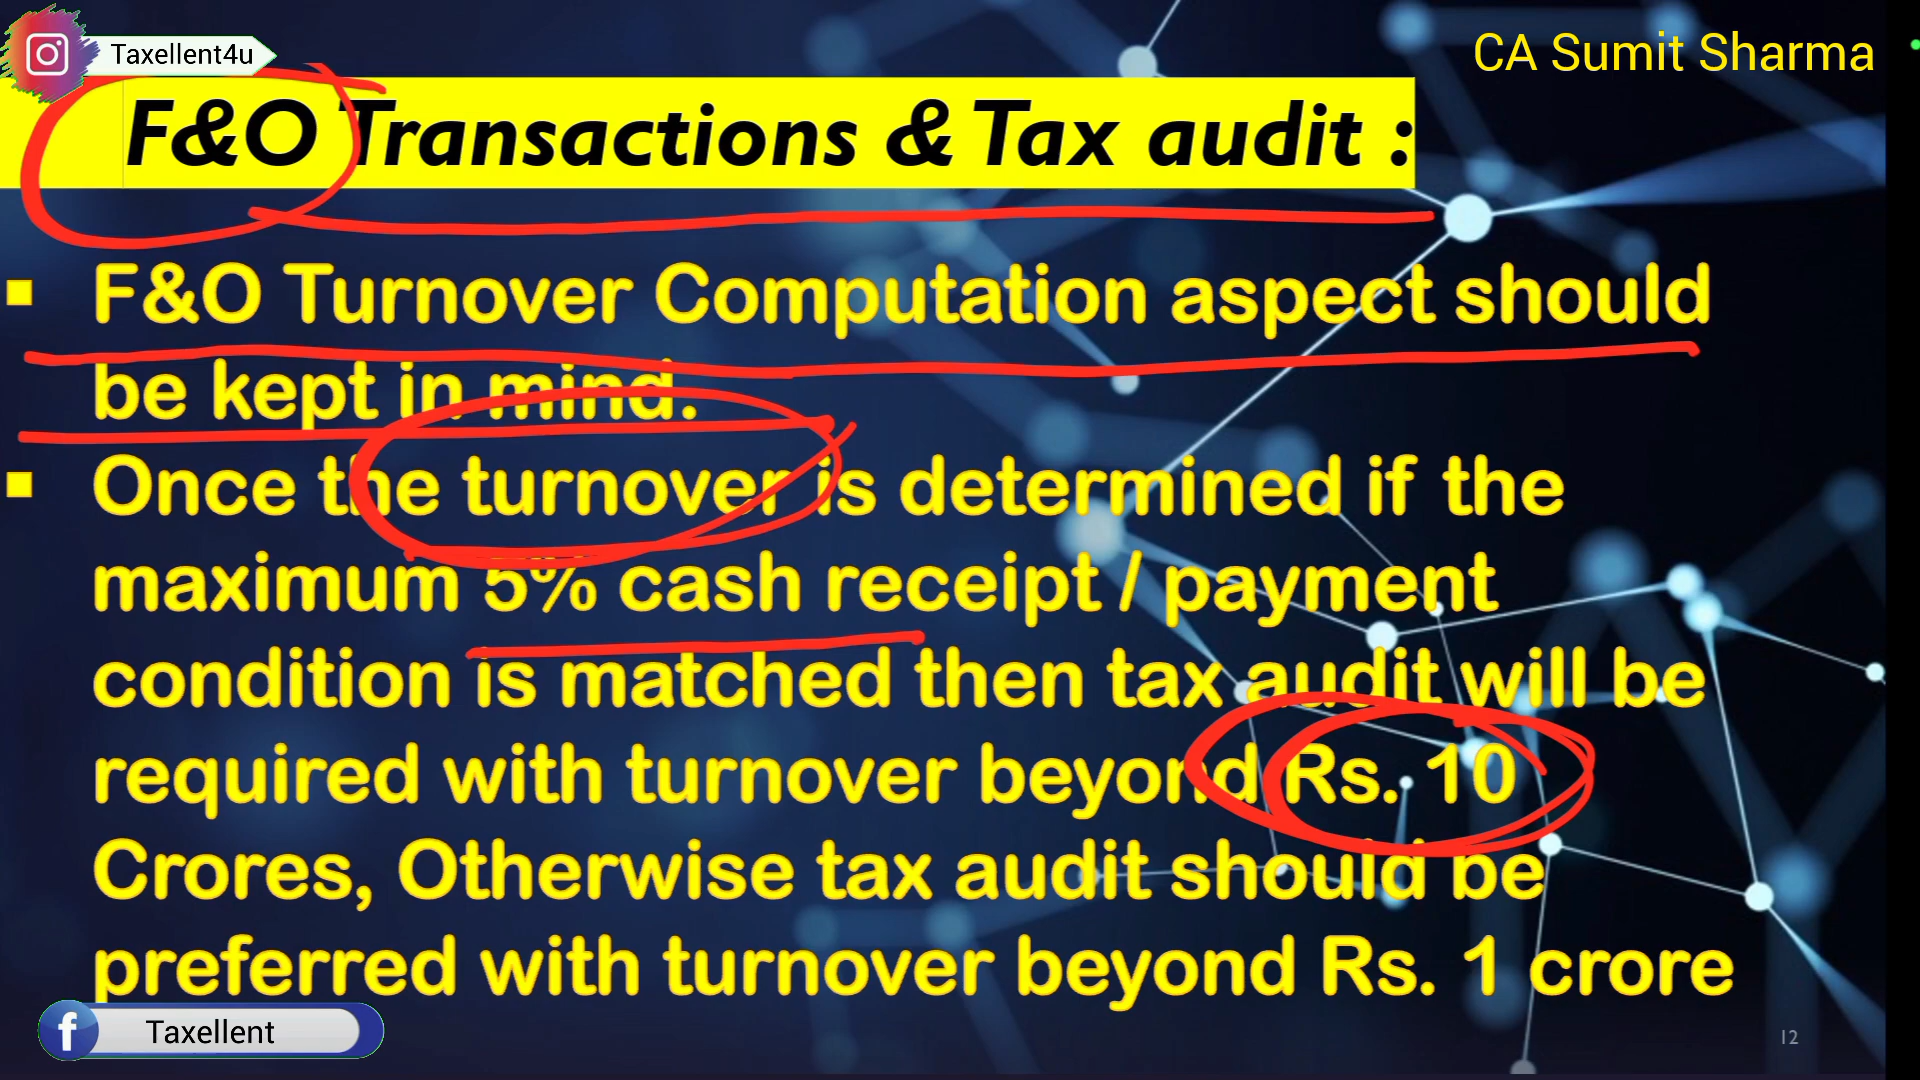 Taxellent4u
CA Sumit Sharma
F&O Transactions & Tax audit :
▪ F&O Turnover Computation aspect should
be kept in mind.
▪ Once the turnover is determined if the
maximum 5% cash receipt / payment
condition is matched then tax audit will be
required with turnover beyond Rs. 10
Crores, Otherwise tax audit should be
preferred with turnover beyond Rs. 1 crore
Taxellent
12